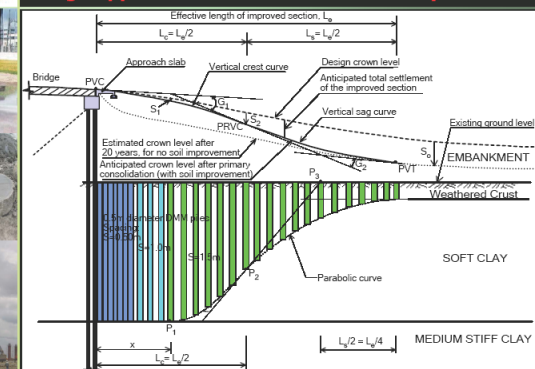 Effective length of improved section, Le
Lc= Le/2
Ls= Le/2
Bridge
PVC
Approach slab
Vertical crest curve
Design crown level
Anticipated total settlement
of the improved section
Vertical sag curve
Existing ground level
S1
G1
S2
PRVC
So
G2
PVT
EMBANKMENT
Estimated crown level after
20 years, for no soil improvement
Anticipated crown level after primary
consolidation (with soil improvement)
P3
Weathered Crust
0.5m diameter DMM piles
Spacing:
S=0.50m
S=1.0m
S=1.5m
SOFT CLAY
P2
Parabolic curve
P1
MEDIUM STIFF CLAY
x
Ls/2 = Le/4
Lc= Le/2